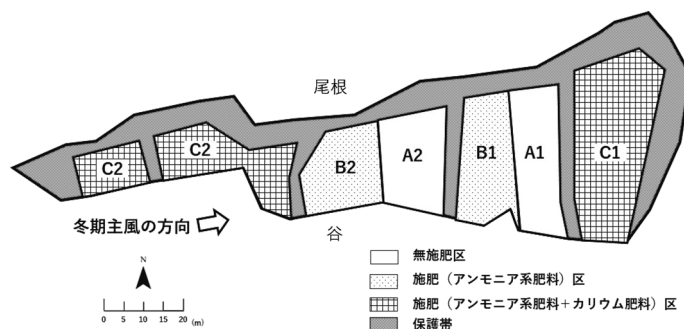 尾根
C2
C2
B2
A2
B1
A1
C1
冬期主風の方向
谷
無施肥区
施肥（アンモニア系肥料）区
施肥（アンモニア系肥料＋カリウム肥料）区
保護帯
N
0 5 10 15 20 (m)